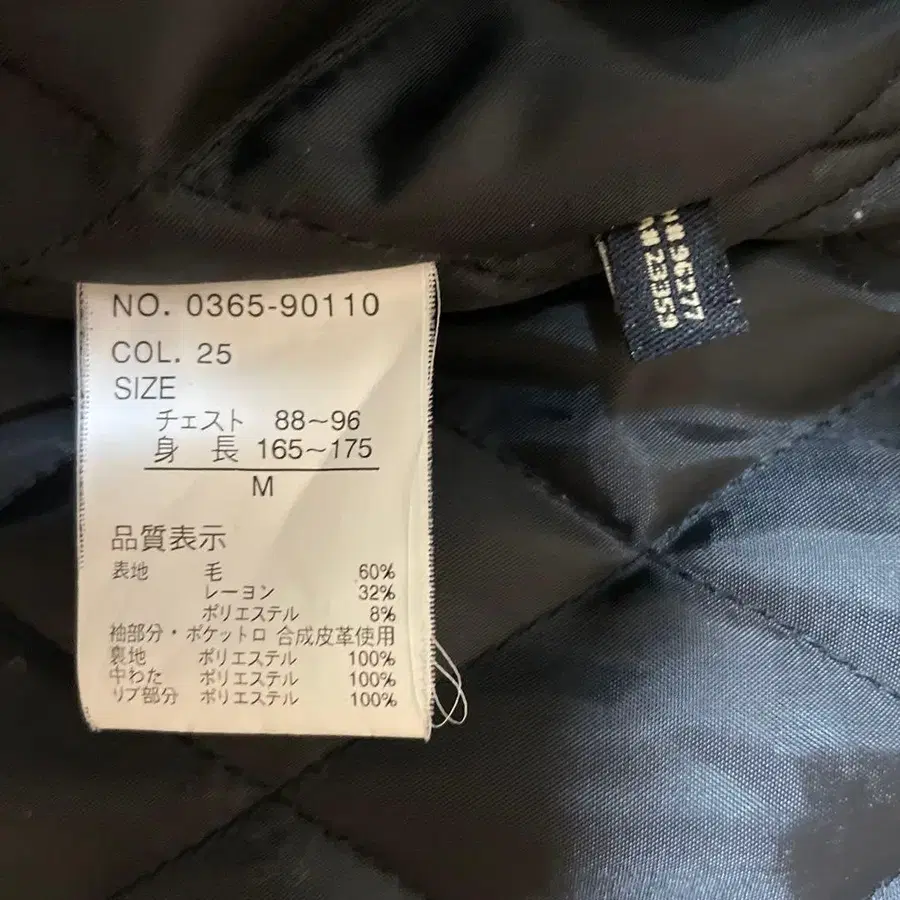 NO. 0365-90110
COL. 25
SIZE
チェスト 88〜96
身 長 165〜175
M
品質表示
表地 毛 60%
レーヨン 32%
ポリエステル 8%
袖部分・ポケット口 合成皮革使用
裏地 ポリエステル 100%
中わた ポリエステル 100%
リブ部分 ポリエステル 100%
96277
23359